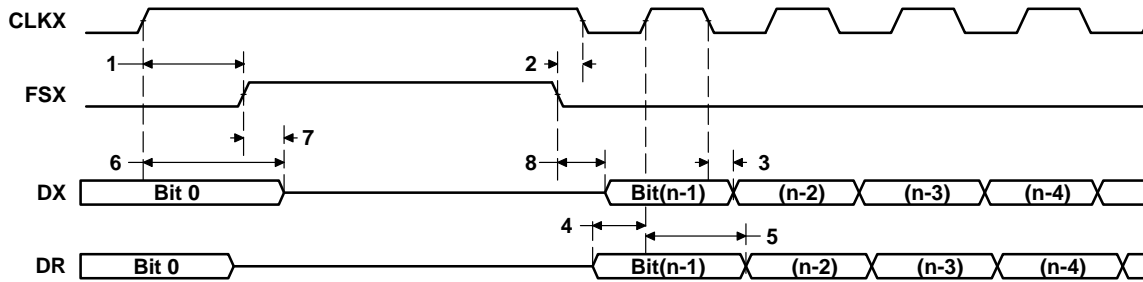 CLKX
1 2
FSX
7
6 8 3
DX Bit 0 Bit(n-1) (n-2) (n-3) (n-4)
4 5
DR Bit 0 Bit(n-1) (n-2) (n-3) (n-4)